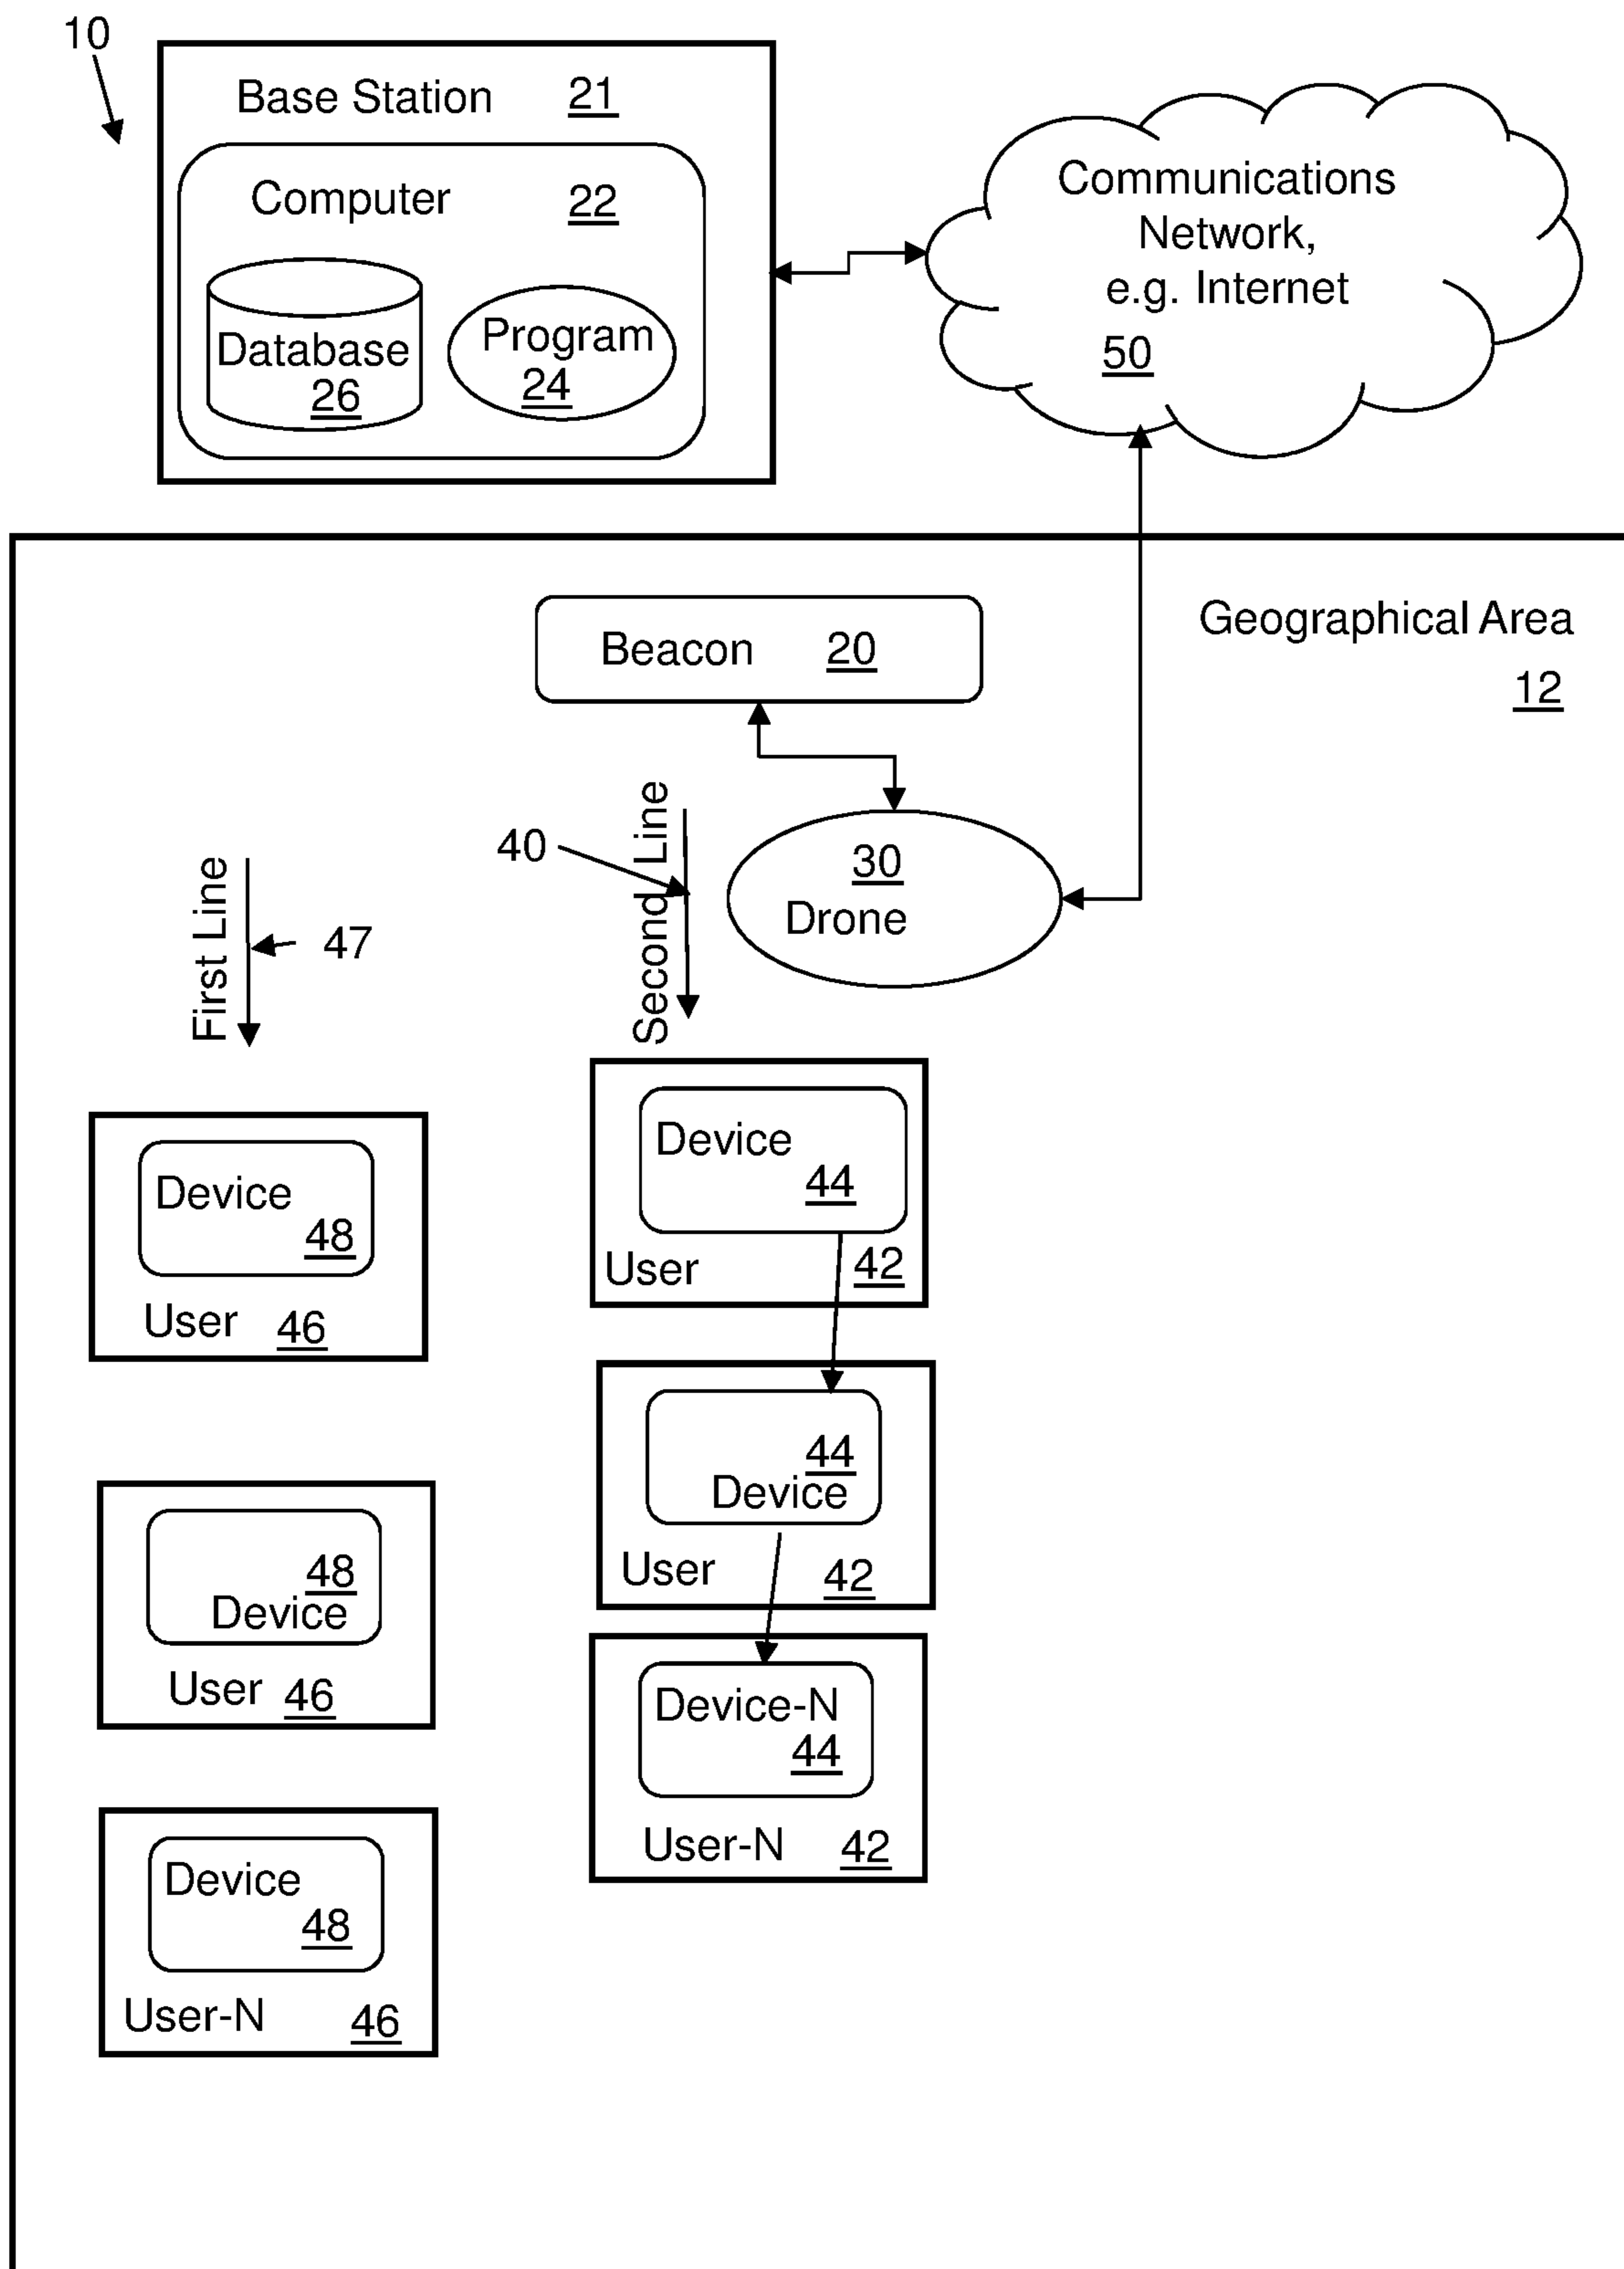 10
Base Station 21
Computer 22
Database
26
Program
24
Communications
Network,
e.g. Internet
50
Geographical Area
12
Beacon 20
First Line
47
Second Line
40
30
Drone
Device
44
User 42
Device
48
User 46
44
Device
User 42
48
Device
User 46
Device-N
44
User-N 42
Device
48
User-N 46